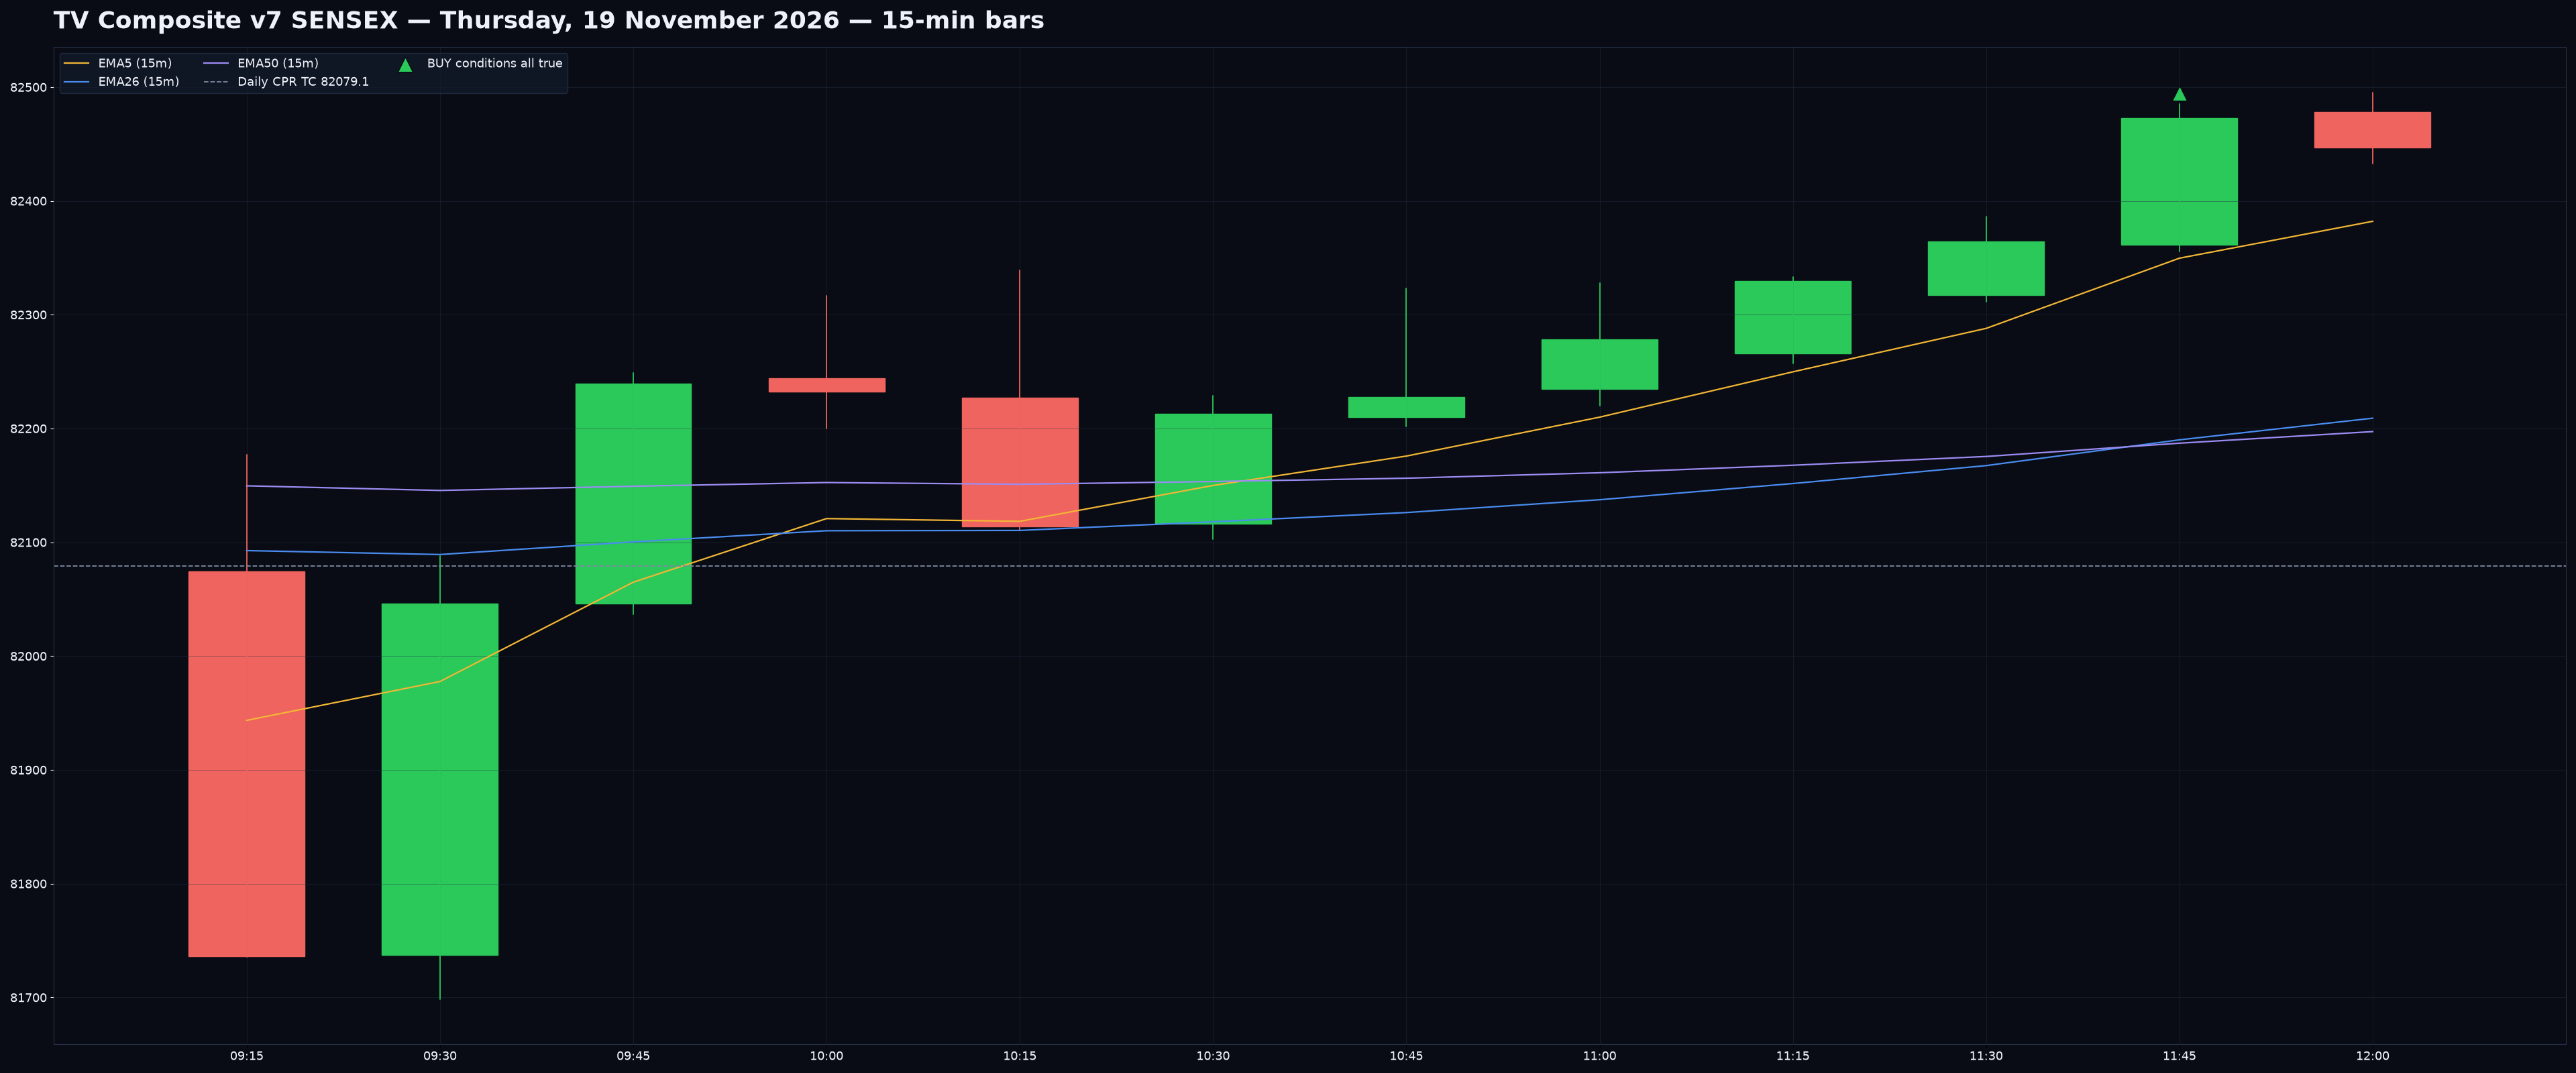 TV Composite v7 SENSEX — Thursday, 19 November 2026 — 15-min bars
EMA5 (15m) EMA50 (15m) BUY conditions all true
EMA26 (15m) Daily CPR TC 82079.1
82500
82400
82300
82200
82100
82000
81900
81800
81700
09:15 09:30 09:45 10:00 10:15 10:30 10:45 11:00 11:15 11:30 11:45 12:00